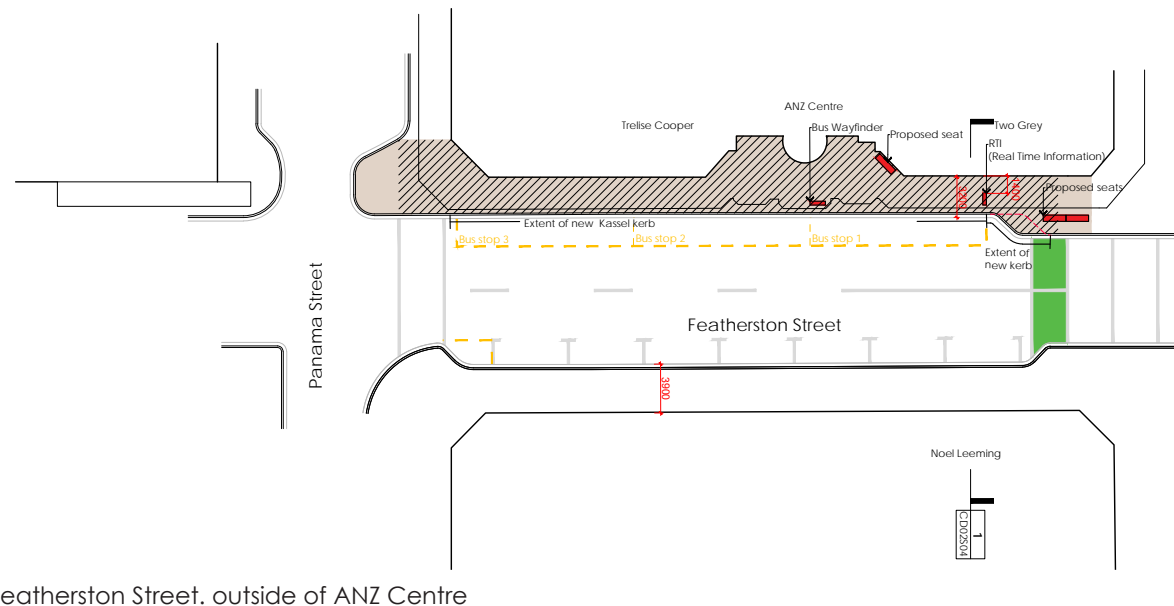 ANZ Centre
Trelise Cooper
Bus Wayfinder
Proposed seat
Two Grey
RTI
(Real Time Information)
1400
3200
Proposed seats
Extent of new Kassel kerb
Bus stop 3
Bus stop 2
Bus stop 1
Extent of
new kerb
Featherston Street
Panama Street
3900
Noel Leeming
1
CD02S04
eatherston Street. outside of ANZ Centre